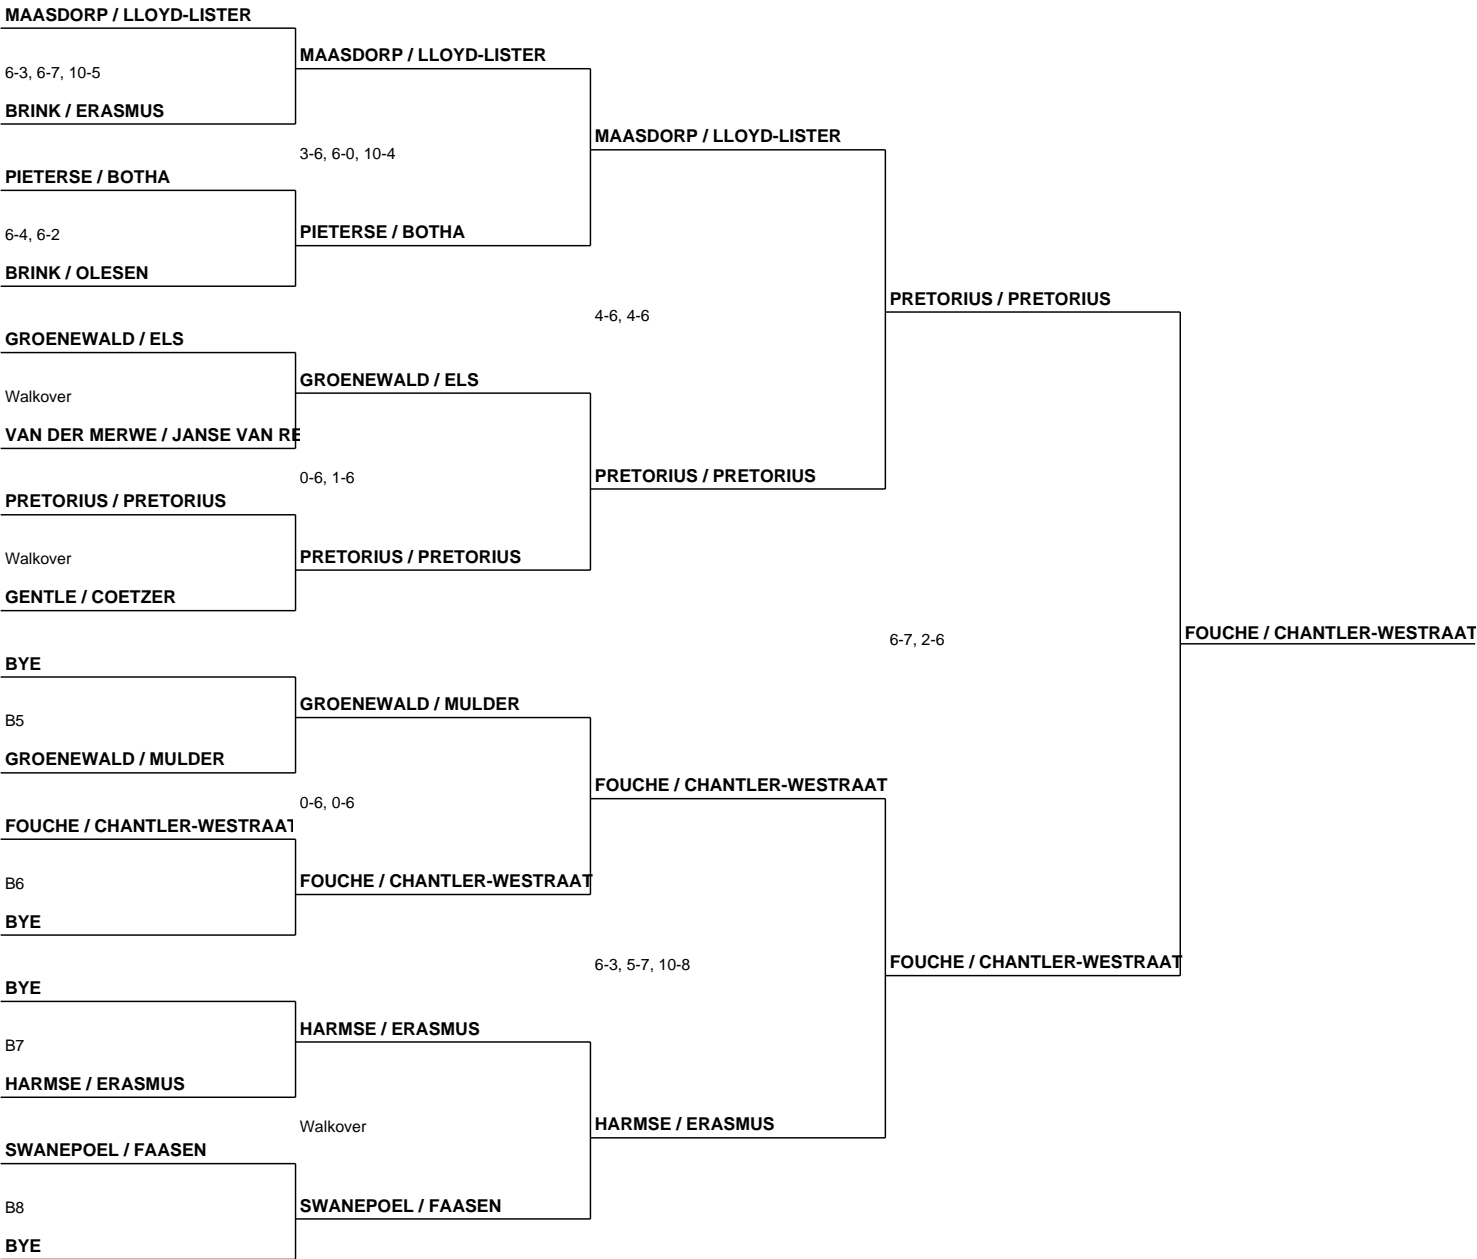 MAASDORP / LLOYD-LISTER
6-3, 6-7, 10-5
BRINK / ERASMUS
PIETERSE / BOTHA
6-4, 6-2
BRINK / OLESEN
GROENEWALD / ELS
Walkover
VAN DER MERWE / JANSE VAN RE
PRETORIUS / PRETORIUS
Walkover
GENTLE / COETZER
BYE
B5
GROENEWALD / MULDER
FOUCHE / CHANTLER-WESTRAAT
B6
BYE
BYE
B7
HARMSE / ERASMUS
SWANEPOEL / FAASEN
B8
BYE
MAASDORP / LLOYD-LISTER
3-6, 6-0, 10-4
PIETERSE / BOTHA
GROENEWALD / ELS
0-6, 1-6
PRETORIUS / PRETORIUS
GROENEWALD / MULDER
0-6, 0-6
FOUCHE / CHANTLER-WESTRAAT
HARMSE / ERASMUS
Walkover
SWANEPOEL / FAASEN
MAASDORP / LLOYD-LISTER
4-6, 4-6
PRETORIUS / PRETORIUS
FOUCHE / CHANTLER-WESTRAAT
6-3, 5-7, 10-8
HARMSE / ERASMUS
PRETORIUS / PRETORIUS
6-7, 2-6
FOUCHE / CHANTLER-WESTRAAT
FOUCHE / CHANTLER-WESTRAAT